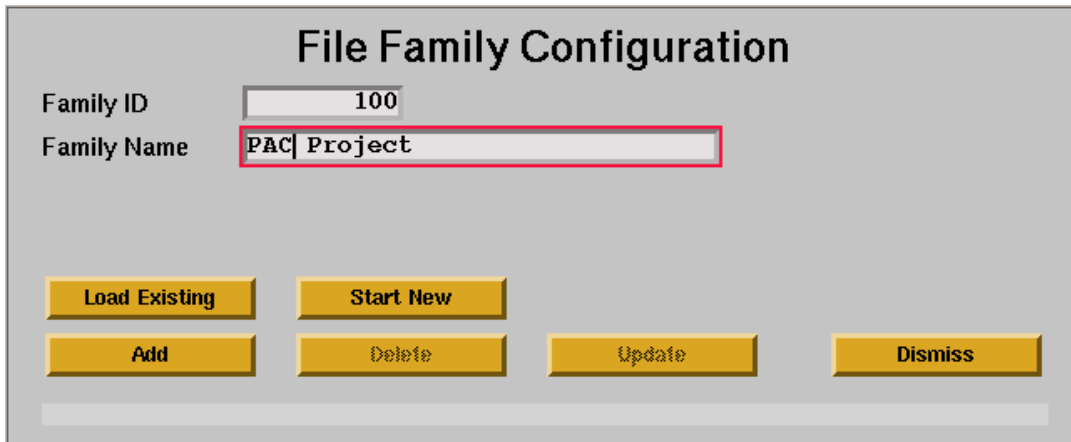 File Family Configuration
Family ID 100
Family Name PAC Project
Load Existing Start New
Add Delete Update Dismiss